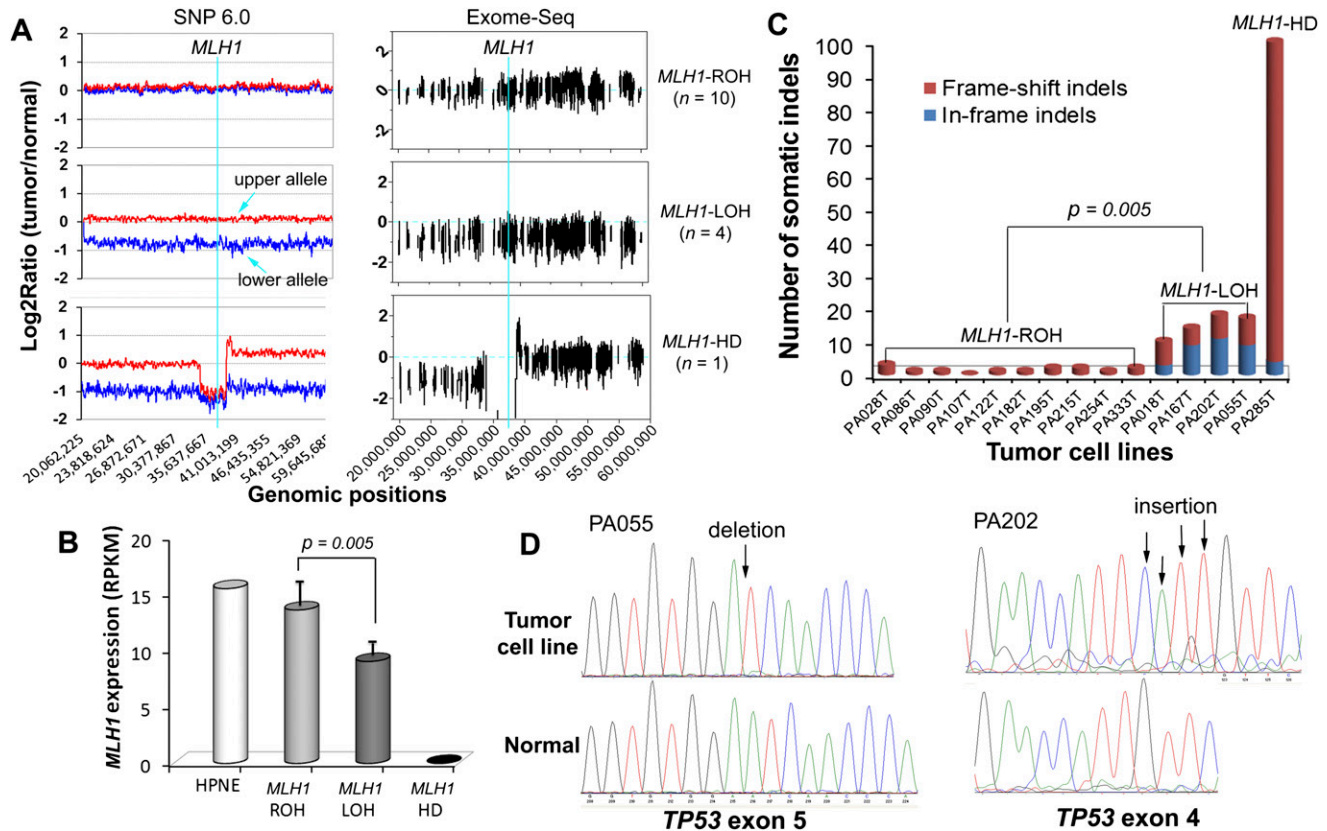 A
SNP 6.0
Exome-Seq
MLH1
MLH1
Log2Ratio (tumor/normal)
2
1
0
-1
-2
2
1
0
-1
-2
2
1
0
-1
-2
upper allele
lower allele
2
0
-2
2
0
-2
2
0
-2
MLH1-ROH
(n = 10)
MLH1-LOH
(n = 4)
MLH1-HD
(n = 1)
20,062,225
23,818,624
26,872,671
30,377,867
35,637,667
41,013,199
46,435,355
54,821,369
59,645,68
20,000,000
25,000,000
30,000,000
35,000,000
40,000,000
45,000,000
50,000,000
55,000,000
60,000,000
Genomic positions
B
MLH1 expression (RPKM)
20
15
10
5
0
p = 0.005
HPNE
MLH1 ROH
MLH1 LOH
MLH1 HD
C
Number of somatic indels
100
90
80
70
60
50
40
30
20
10
0
Frame-shift indels
In-frame indels
MLH1-HD
p = 0.005
MLH1-LOH
MLH1-ROH
PA028T
PA086T
PA090T
PA107T
PA122T
PA182T
PA195T
PA215T
PA254T
PA333T
PA018T
PA167T
PA202T
PA055T
PA285T
Tumor cell lines
D
PA055
deletion
PA202
insertion
Tumor
cell line
Normal
TP53 exon 5
TP53 exon 4